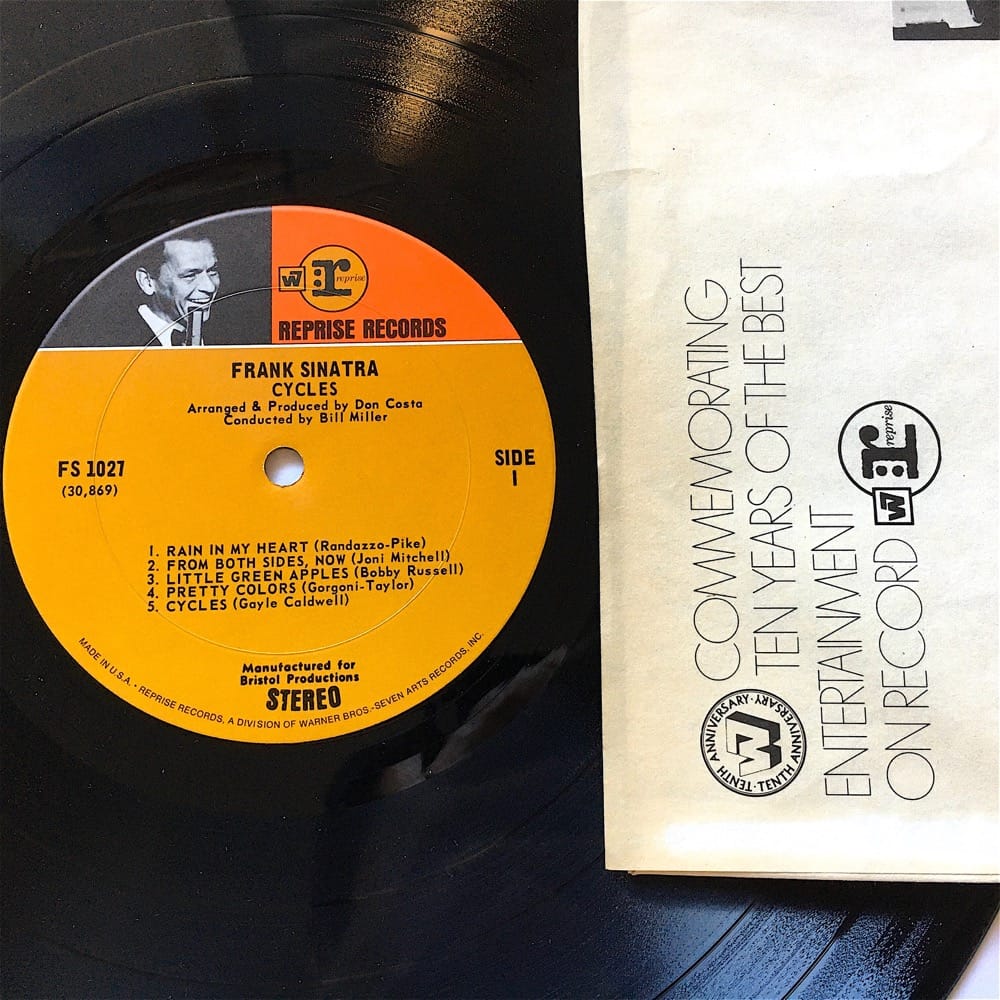 W7
r: reprise
REPRISE RECORDS
FRANK SINATRA
CYCLES
Arranged & Produced by Don Costa
Conducted by Bill Miller
FS 1027
(30,869)
SIDE
1
1. RAIN IN MY HEART (Randazzo-Pike)
2. FROM BOTH SIDES, NOW (Joni Mitchell)
3. LITTLE GREEN APPLES (Bobby Russell)
4. PRETTY COLORS (Gorgoni-Taylor)
5. CYCLES (Gayle Caldwell)
Manufactured for
Bristol Productions
STEREO
MADE IN U.S.A. • REPRISE RECORDS, A DIVISION OF WARNER BROS.-SEVEN ARTS RECORDS, INC.
COMMEMORATING
TEN YEARS OF THE BEST
ENTERTAINMENT
ON RECORD
W7
r: reprise
W7
TENTH ANNIVERSARY · TENTH ANNIVERSARY ·